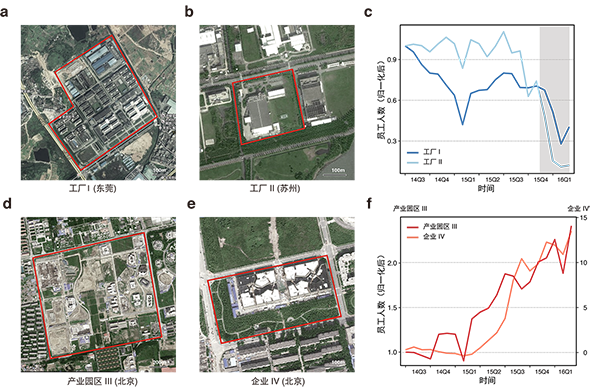 a
100m
工厂 I (东莞)
b
100m
工厂 II (苏州)
c
员工人数（归一化后）
0.9
0.6
0.3
工厂 I
工厂 II
14Q3
14Q4
15Q1
15Q2
15Q3
15Q4
16Q1
时间
d
200m
产业园区 III (北京)
e
100m
企业 IV (北京)
f
产业园区 III
企业 IV
员工人数（归一化后）
2.0
1.5
1.0
15
10
5
0
产业园区 III
企业 IV
14Q3
14Q4
15Q1
15Q2
15Q3
15Q4
16Q1
时间